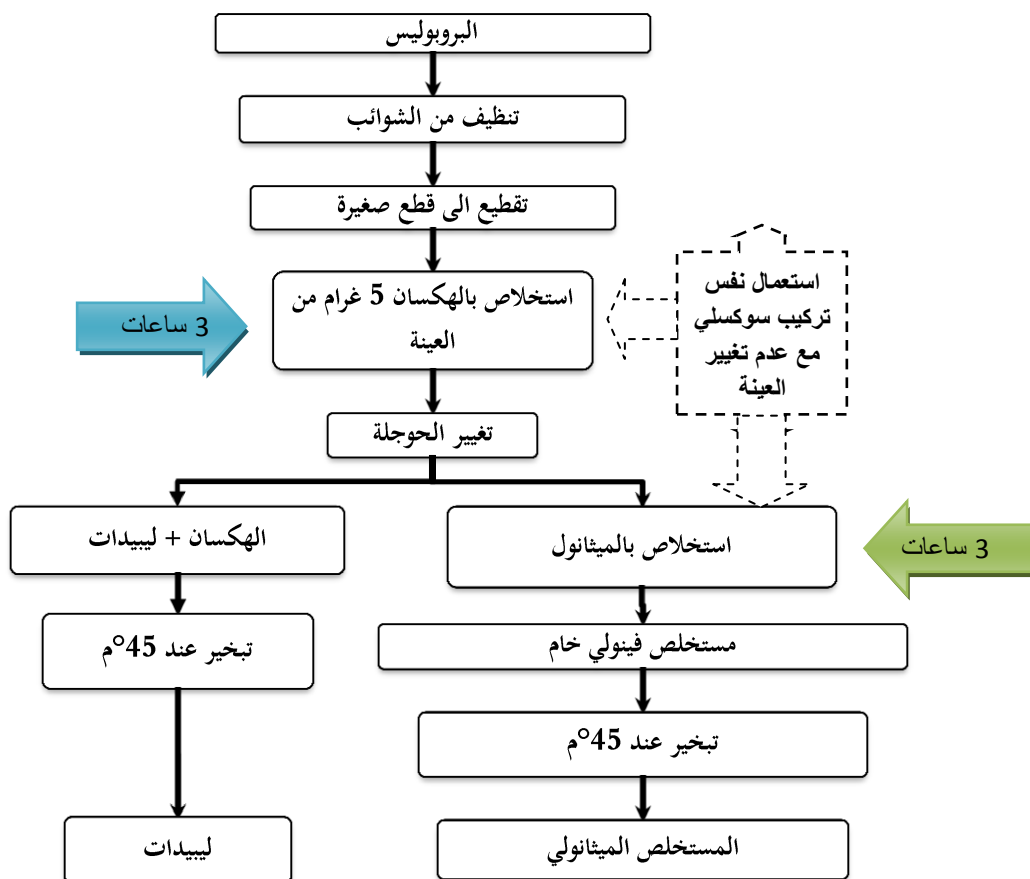 البروبوليس
تنظيف من الشوائب
تقطيع الى قطع صغيرة
استخلاص بالهكسان 5 غرام من
العينة
3 ساعات
استعمال نفس
تركيب سوكسلي
مع عدم تغيير
العينة
تغيير الحوجلة
استخلاص بالميثانول
3 ساعات
الهكسان + ليبيدات
مستخلص فينولي خام
تبخير عند 45°م
تبخير عند 45°م
المستخلص الميثانولي
ليبيدات